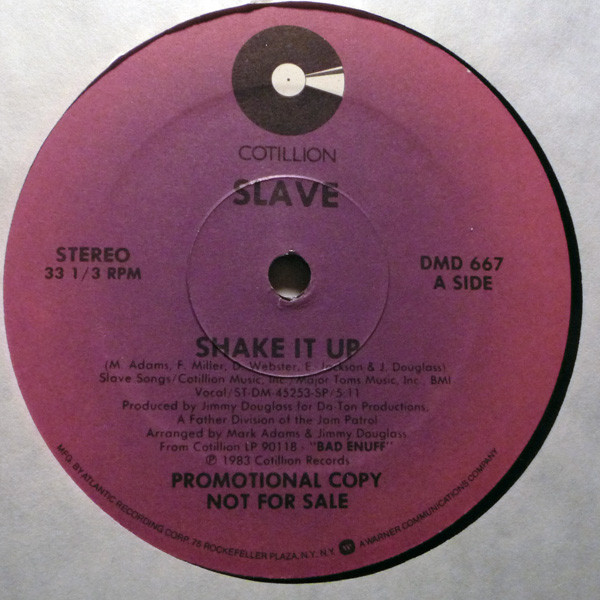 COTILLION
SLAVE
STEREO
33 1/3 RPM
DMD 667
A SIDE
SHAKE IT UP
(M. Adams, F. Miller, D. Webster, E. Jackson & J. Douglass)
Slave Songs/Cotillion Music, Inc./Major Toms Music, Inc. BMI
Vocal/ST-DM-45253-SP/5:11
Produced by Jimmy Douglass for Da-Ton Productions,
A Father Division of the Jam Patrol
Arranged by Mark Adams & Jimmy Douglass
From Cotillion LP 90118 - "BAD ENUFF"
℗ 1983 Cotillion Records
PROMOTIONAL COPY
NOT FOR SALE
MFG. BY ATLANTIC RECORDING CORP. 75 ROCKEFELLER PLAZA, N.Y. N.Y. A WARNER COMMUNICATIONS COMPANY